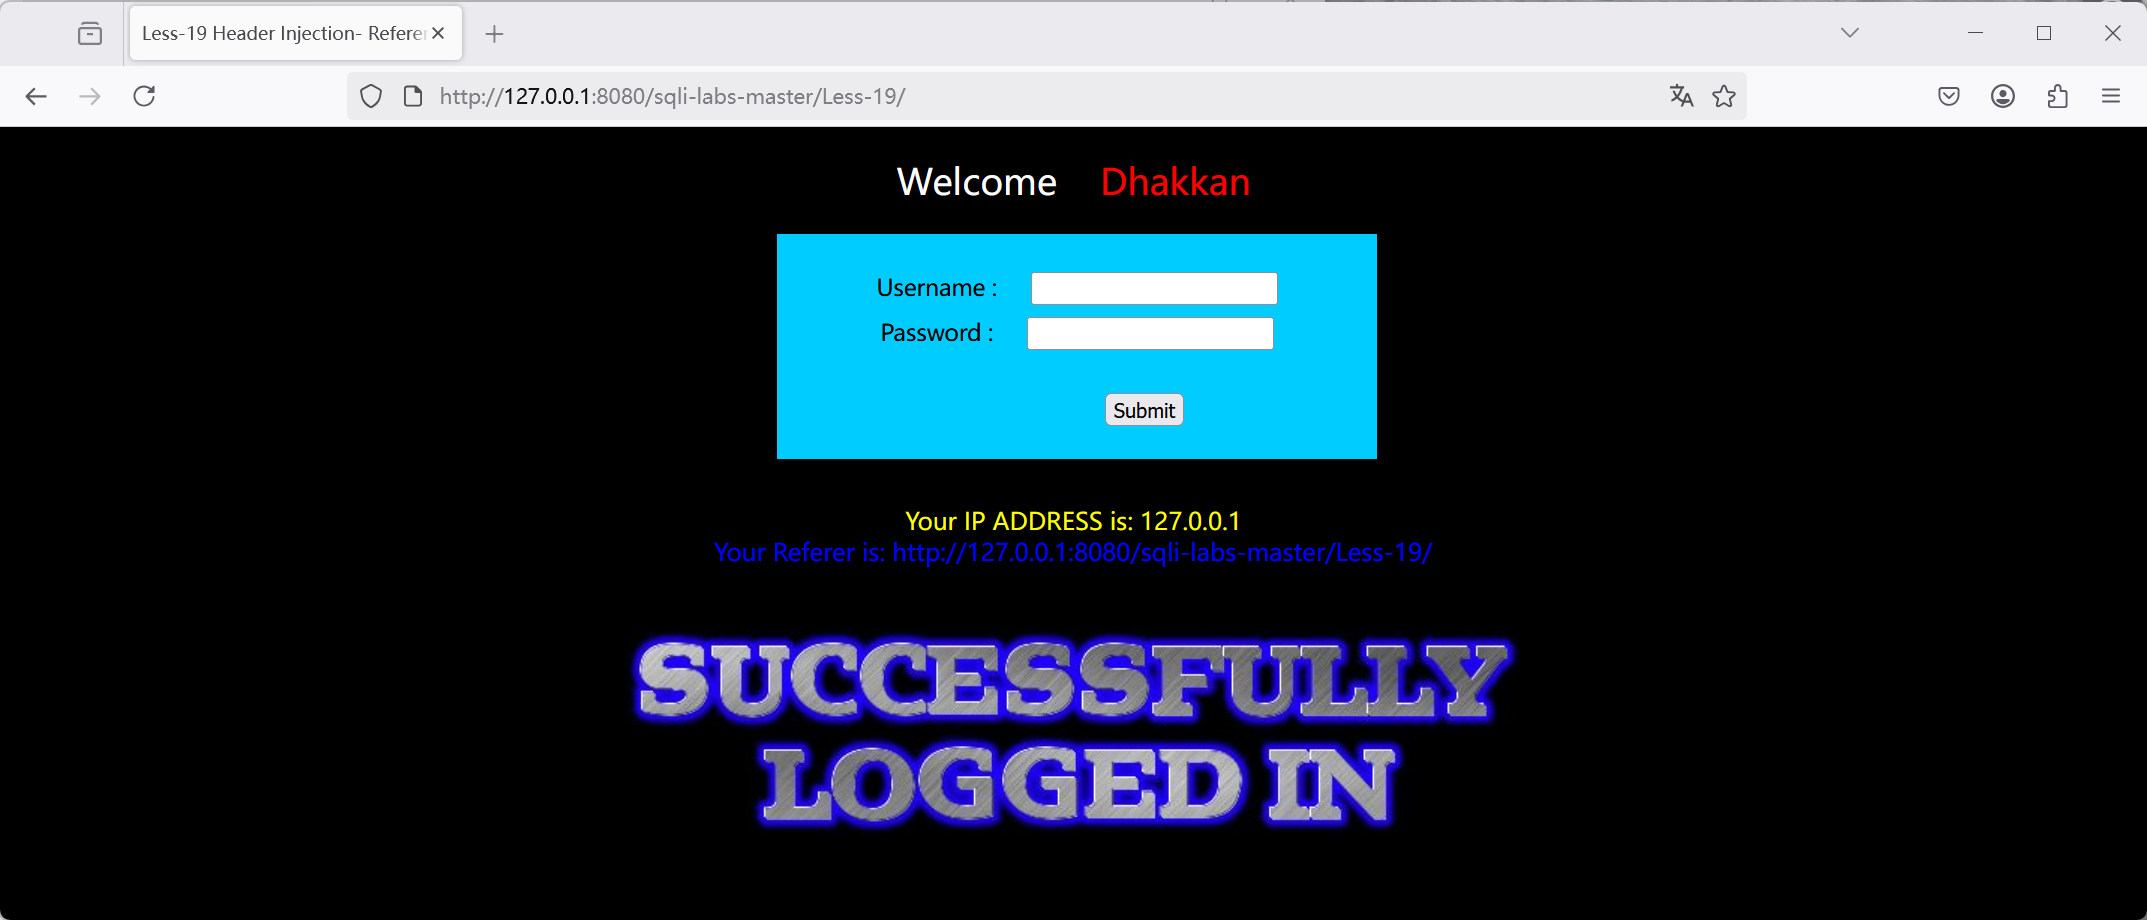 Less-19 Header Injection- Referer
http://127.0.0.1:8080/sqli-labs-master/Less-19/
Welcome Dhakkan
Username :
Password :
Submit
Your IP ADDRESS is: 127.0.0.1
Your Referer is: http://127.0.0.1:8080/sqli-labs-master/Less-19/
SUCCESSFULLY
LOGGED IN